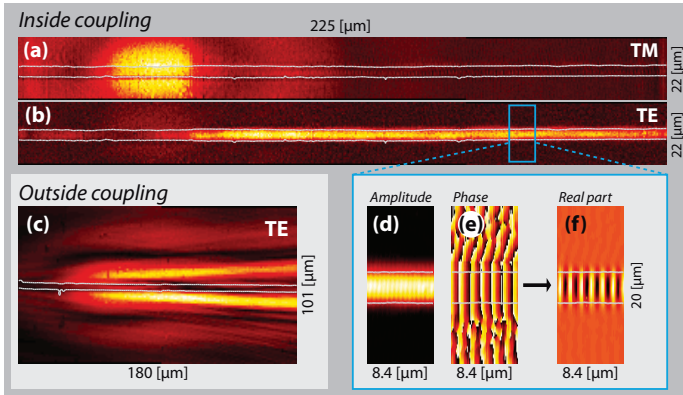 Inside coupling
225 [μm]
(a)
TM
22 [μm]
(b)
TE
22 [μm]
Outside coupling
(c)
TE
101 [μm]
180 [μm]
Amplitude
Phase
Real part
(d)
(e)
(f)
20 [μm]
8.4 [μm]
8.4 [μm]
8.4 [μm]